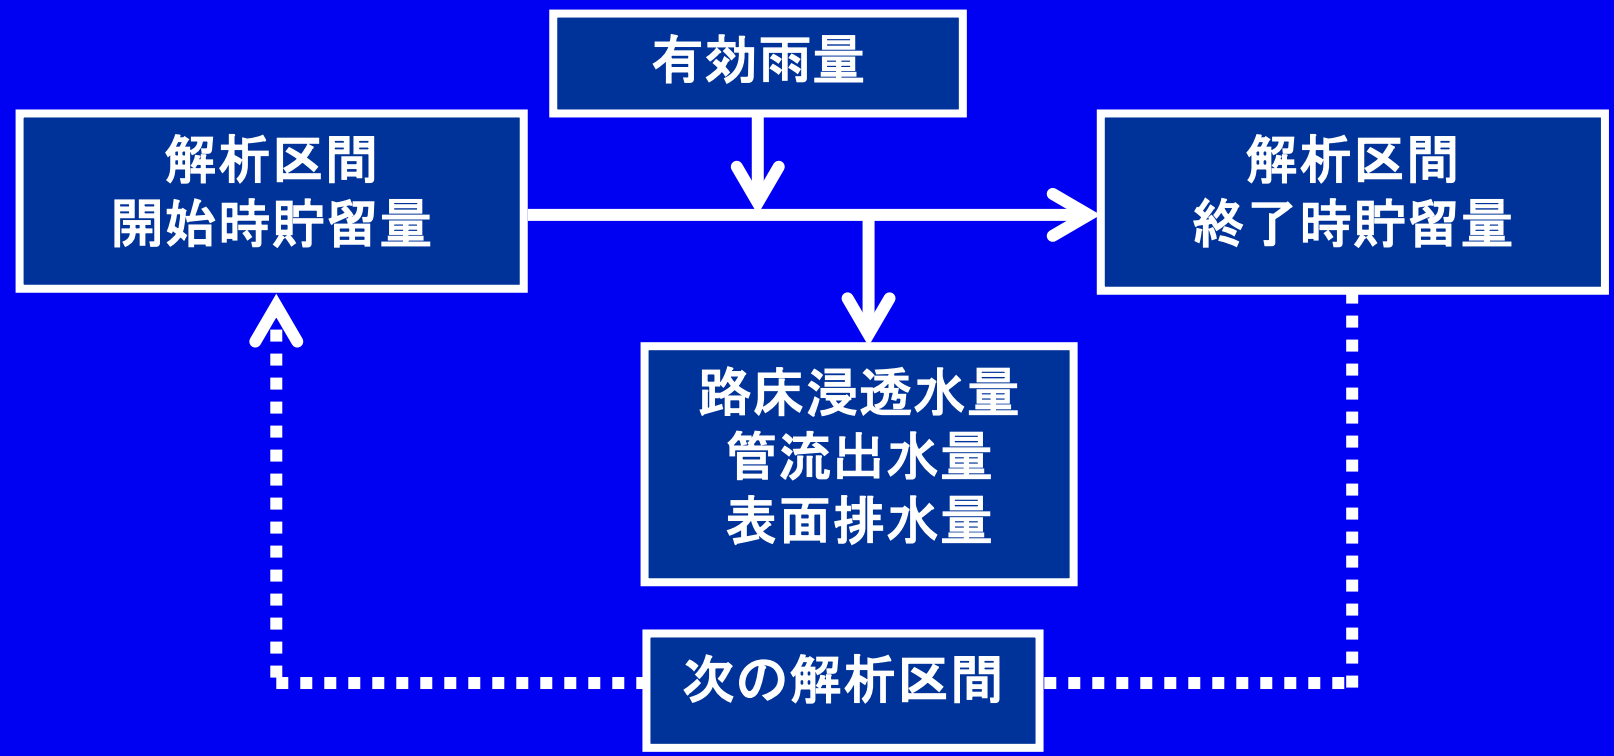 有効雨量
解析区間
開始時貯留量
解析区間
終了時貯留量
路床浸透水量
管流出水量
表面排水量
次の解析区間